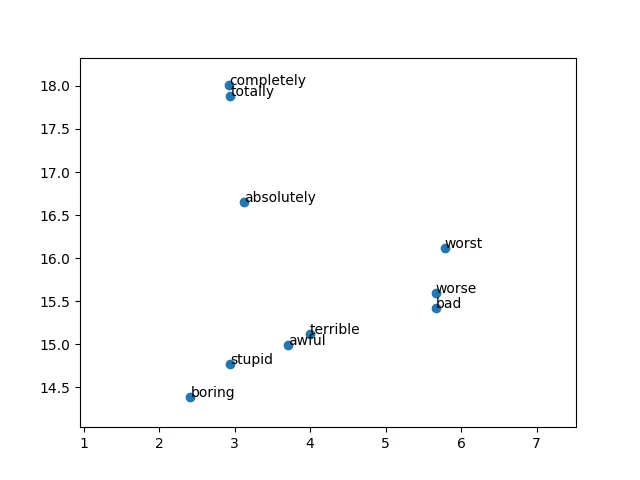 18.0
completely
totally
17.5
17.0
absolutely
16.5
worst
16.0
worse
15.5
bad
terrible
15.0
awful
stupid
14.5
boring
1 2 3 4 5 6 7